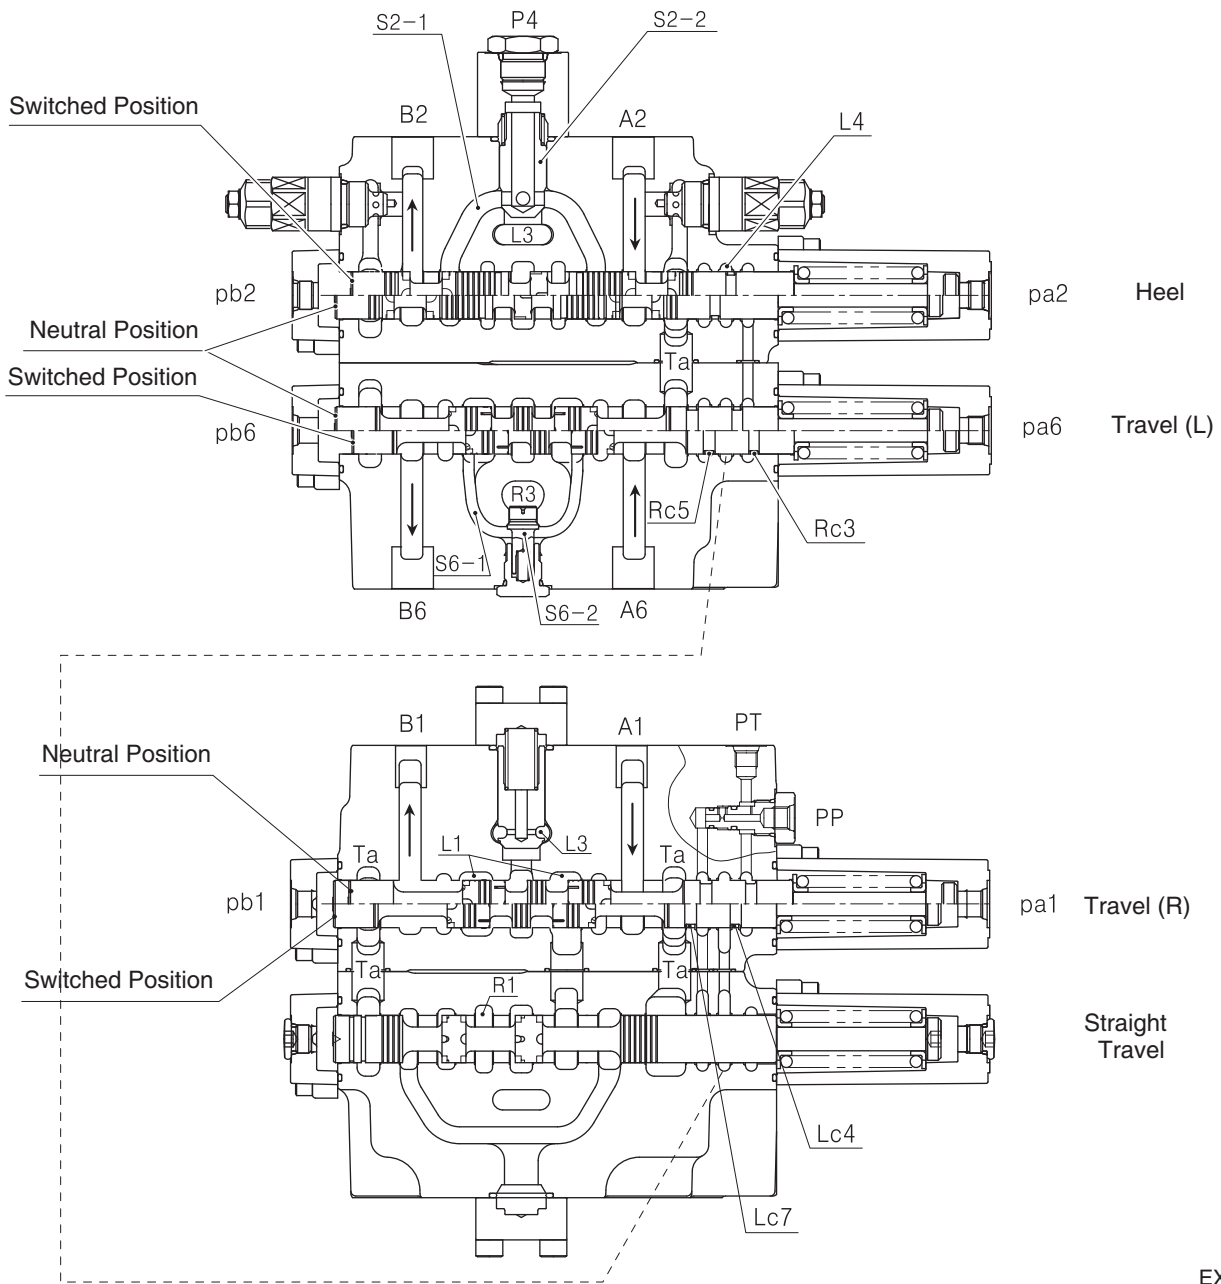 S2-1
P4
S2-2
Switched Position
B2
A2
L4
L3
pb2
pa2
Heel
Neutral Position
Ta
Switched Position
pb6
pa6
Travel (L)
R3
Rc5
Rc3
S6-1
B6
S6-2
A6
B1
A1
PT
Neutral Position
PP
Ta
L1
L3
Ta
pb1
pa1
Travel (R)
Switched Position
Ta
Ta
R1
Straight
Travel
Lc4
Lc7
EX